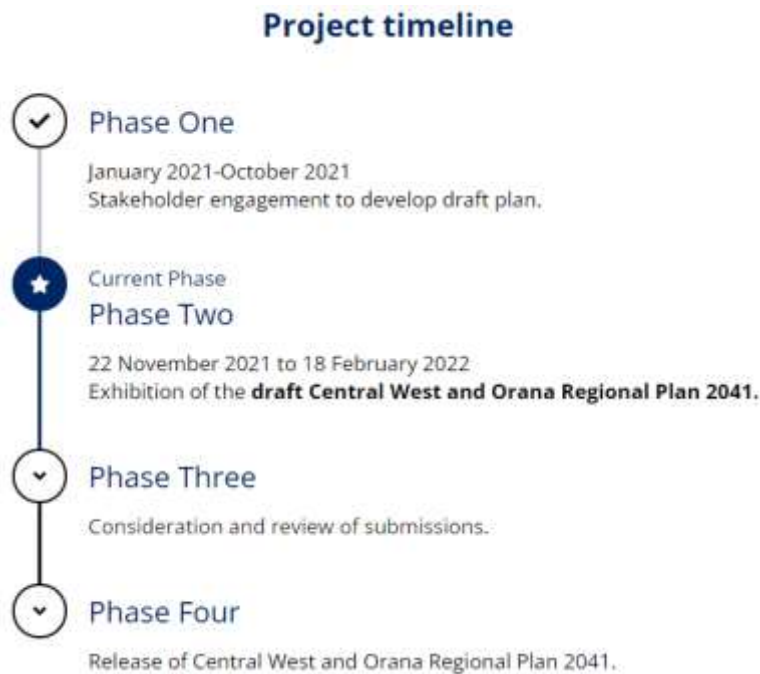 Project timeline
Phase One
January 2021-October 2021
Stakeholder engagement to develop draft plan.
Current Phase
Phase Two
22 November 2021 to 18 February 2022
Exhibition of the draft Central West and Orana Regional Plan 2041.
Phase Three
Consideration and review of submissions.
Phase Four
Release of Central West and Orana Regional Plan 2041.